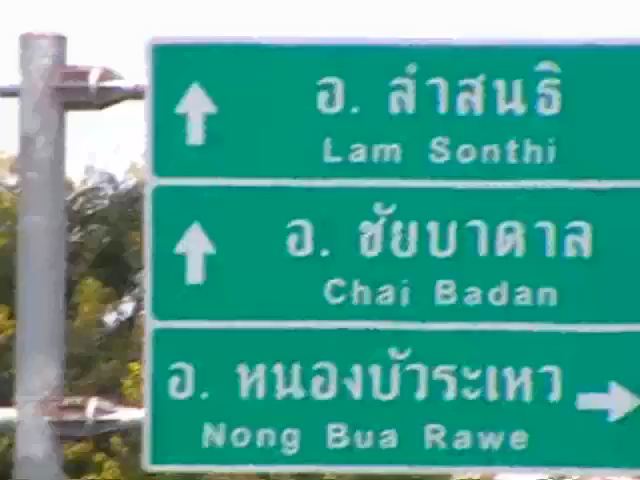 อ. ลำสนธิ
Lam Sonthi
อ. ชัยบาดาล
Chai Badan
อ. หนองบัวระเหว
Nong Bua Rawe